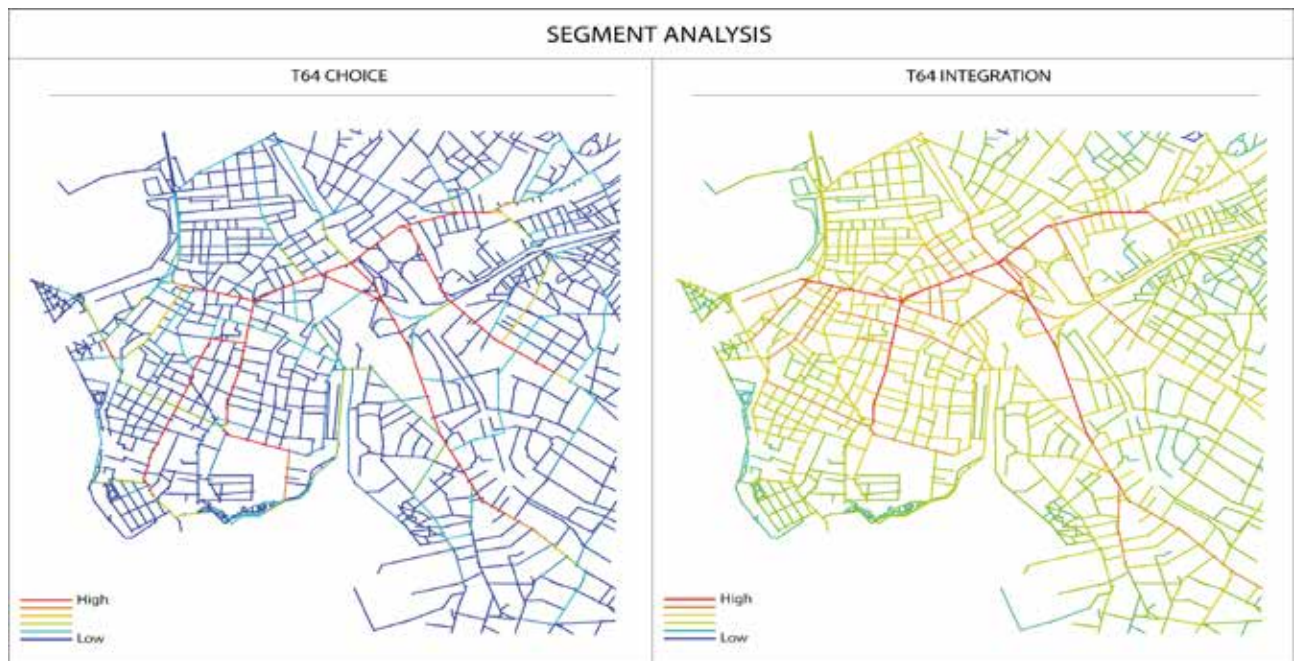 SEGMENT ANALYSIS
T64 CHOICE
T64 INTEGRATION
High
Low
High
Low